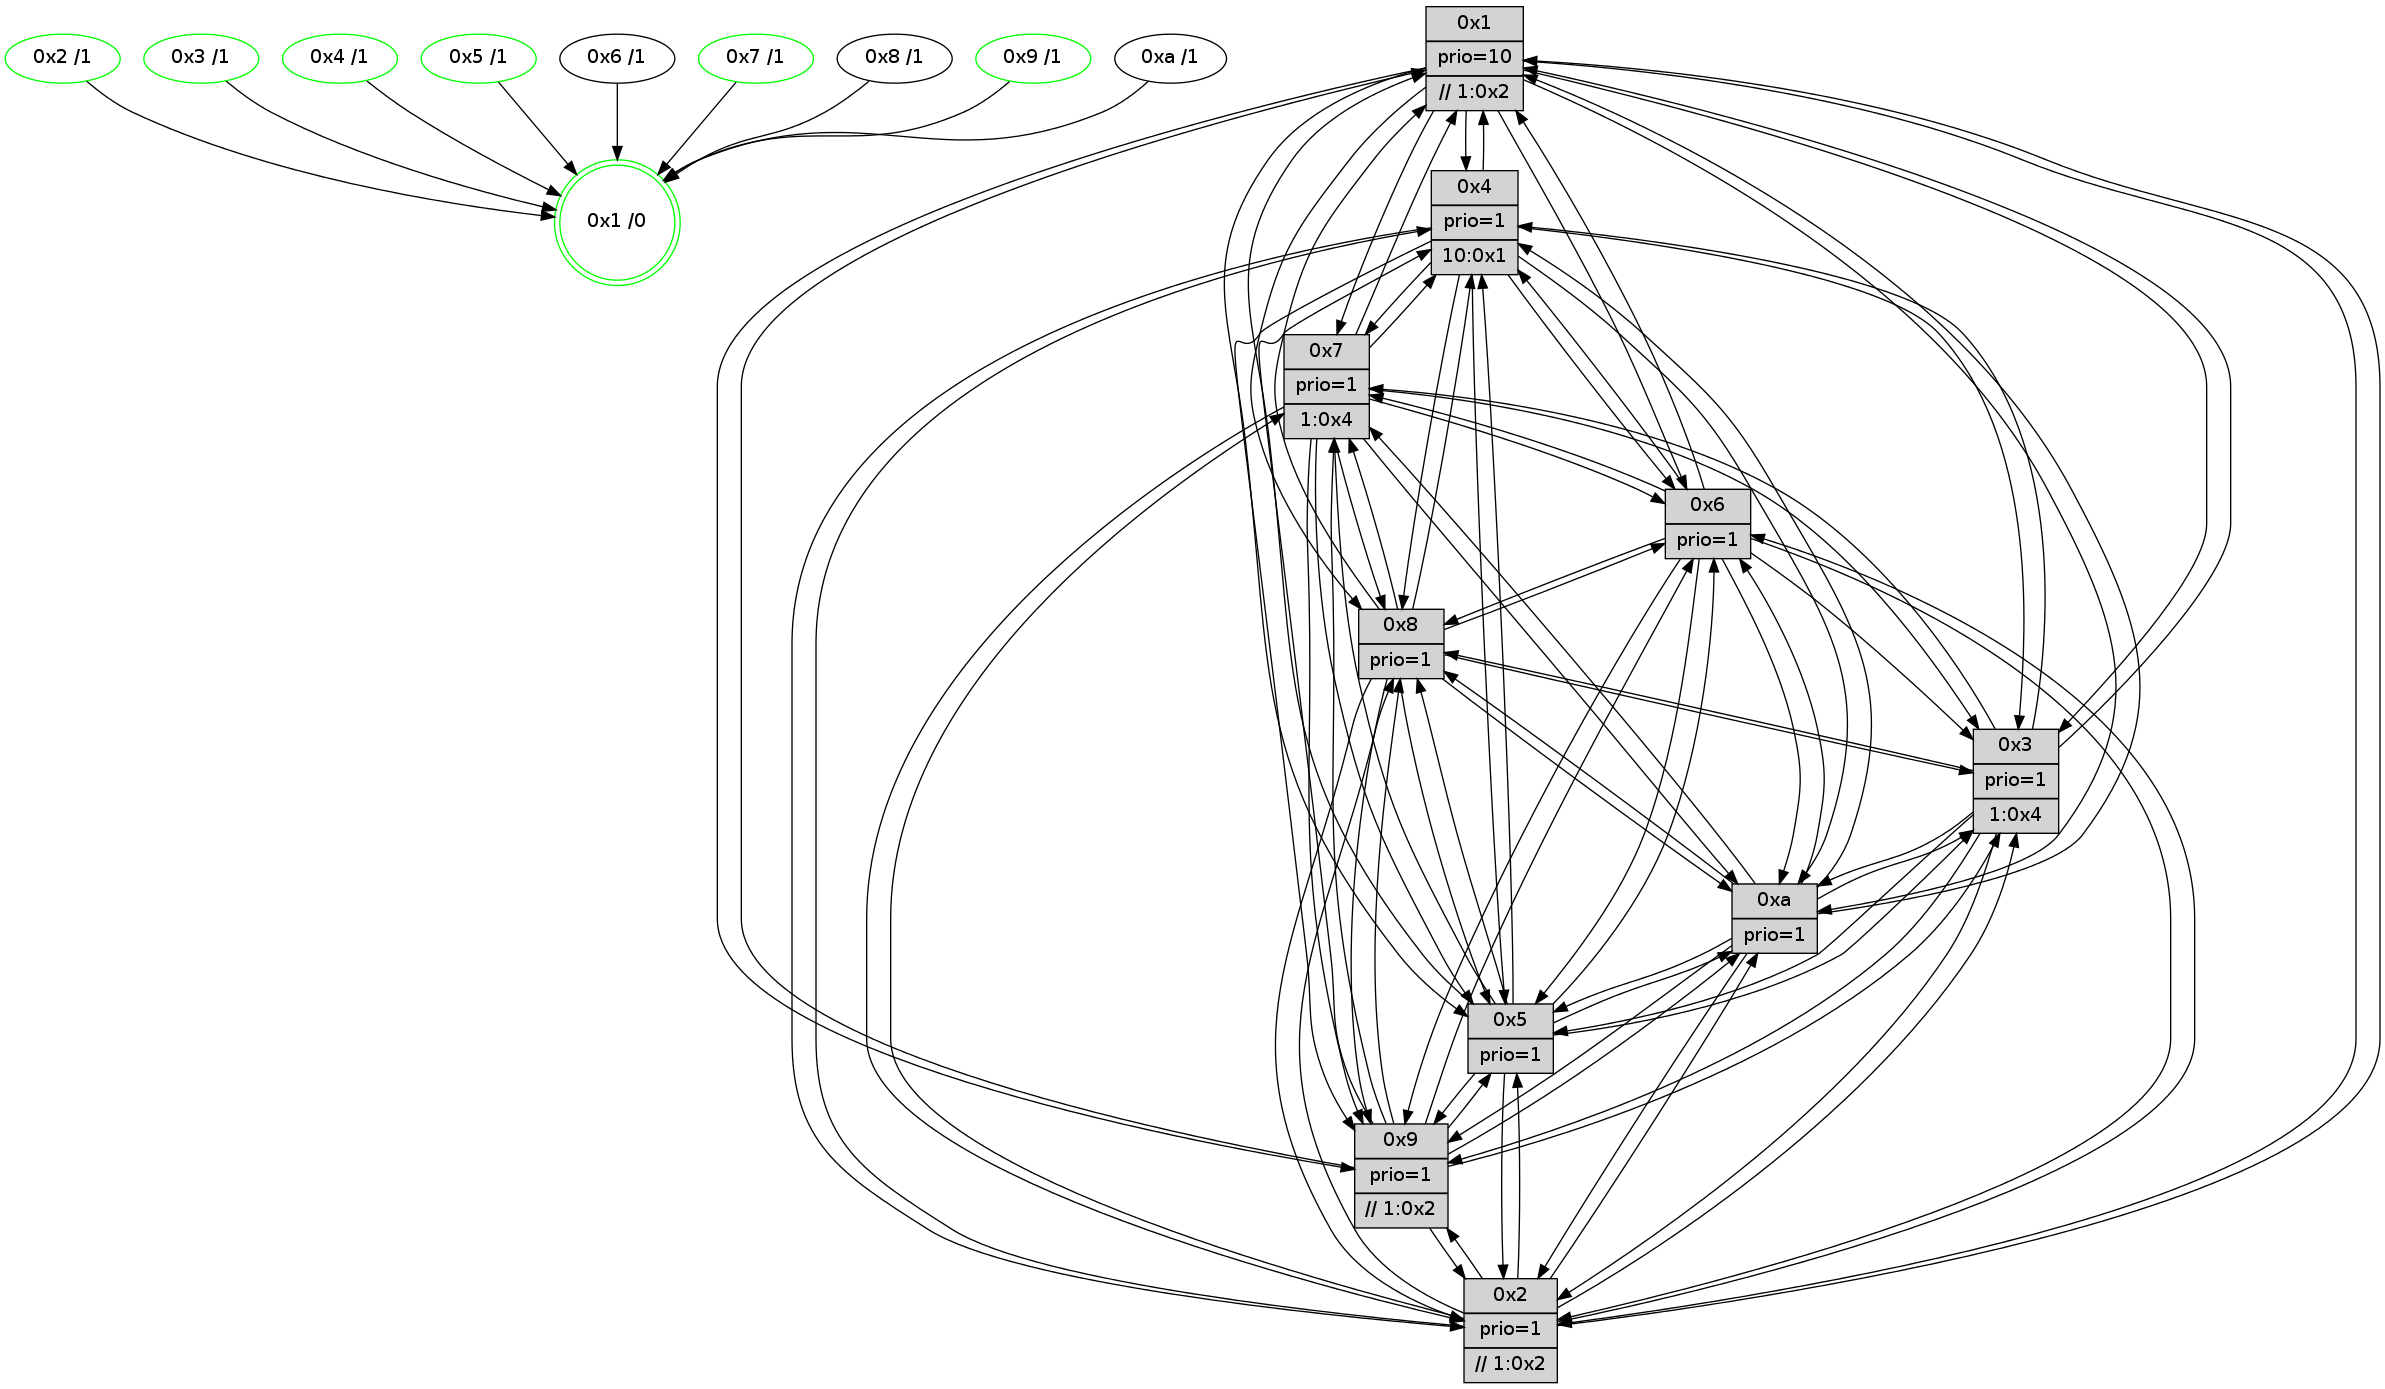 0x1
prio=10
// 1:0x2
0x2 /1
0x3 /1
0x4 /1
0x5 /1
0x6 /1
0x7 /1
0x8 /1
0x9 /1
0xa /1
0x1 /0
0x4
prio=1
10:0x1
0x7
prio=1
1:0x4
0x6
prio=1
0x8
prio=1
0x3
prio=1
1:0x4
0xa
prio=1
0x5
prio=1
0x9
prio=1
// 1:0x2
0x2
prio=1
// 1:0x2